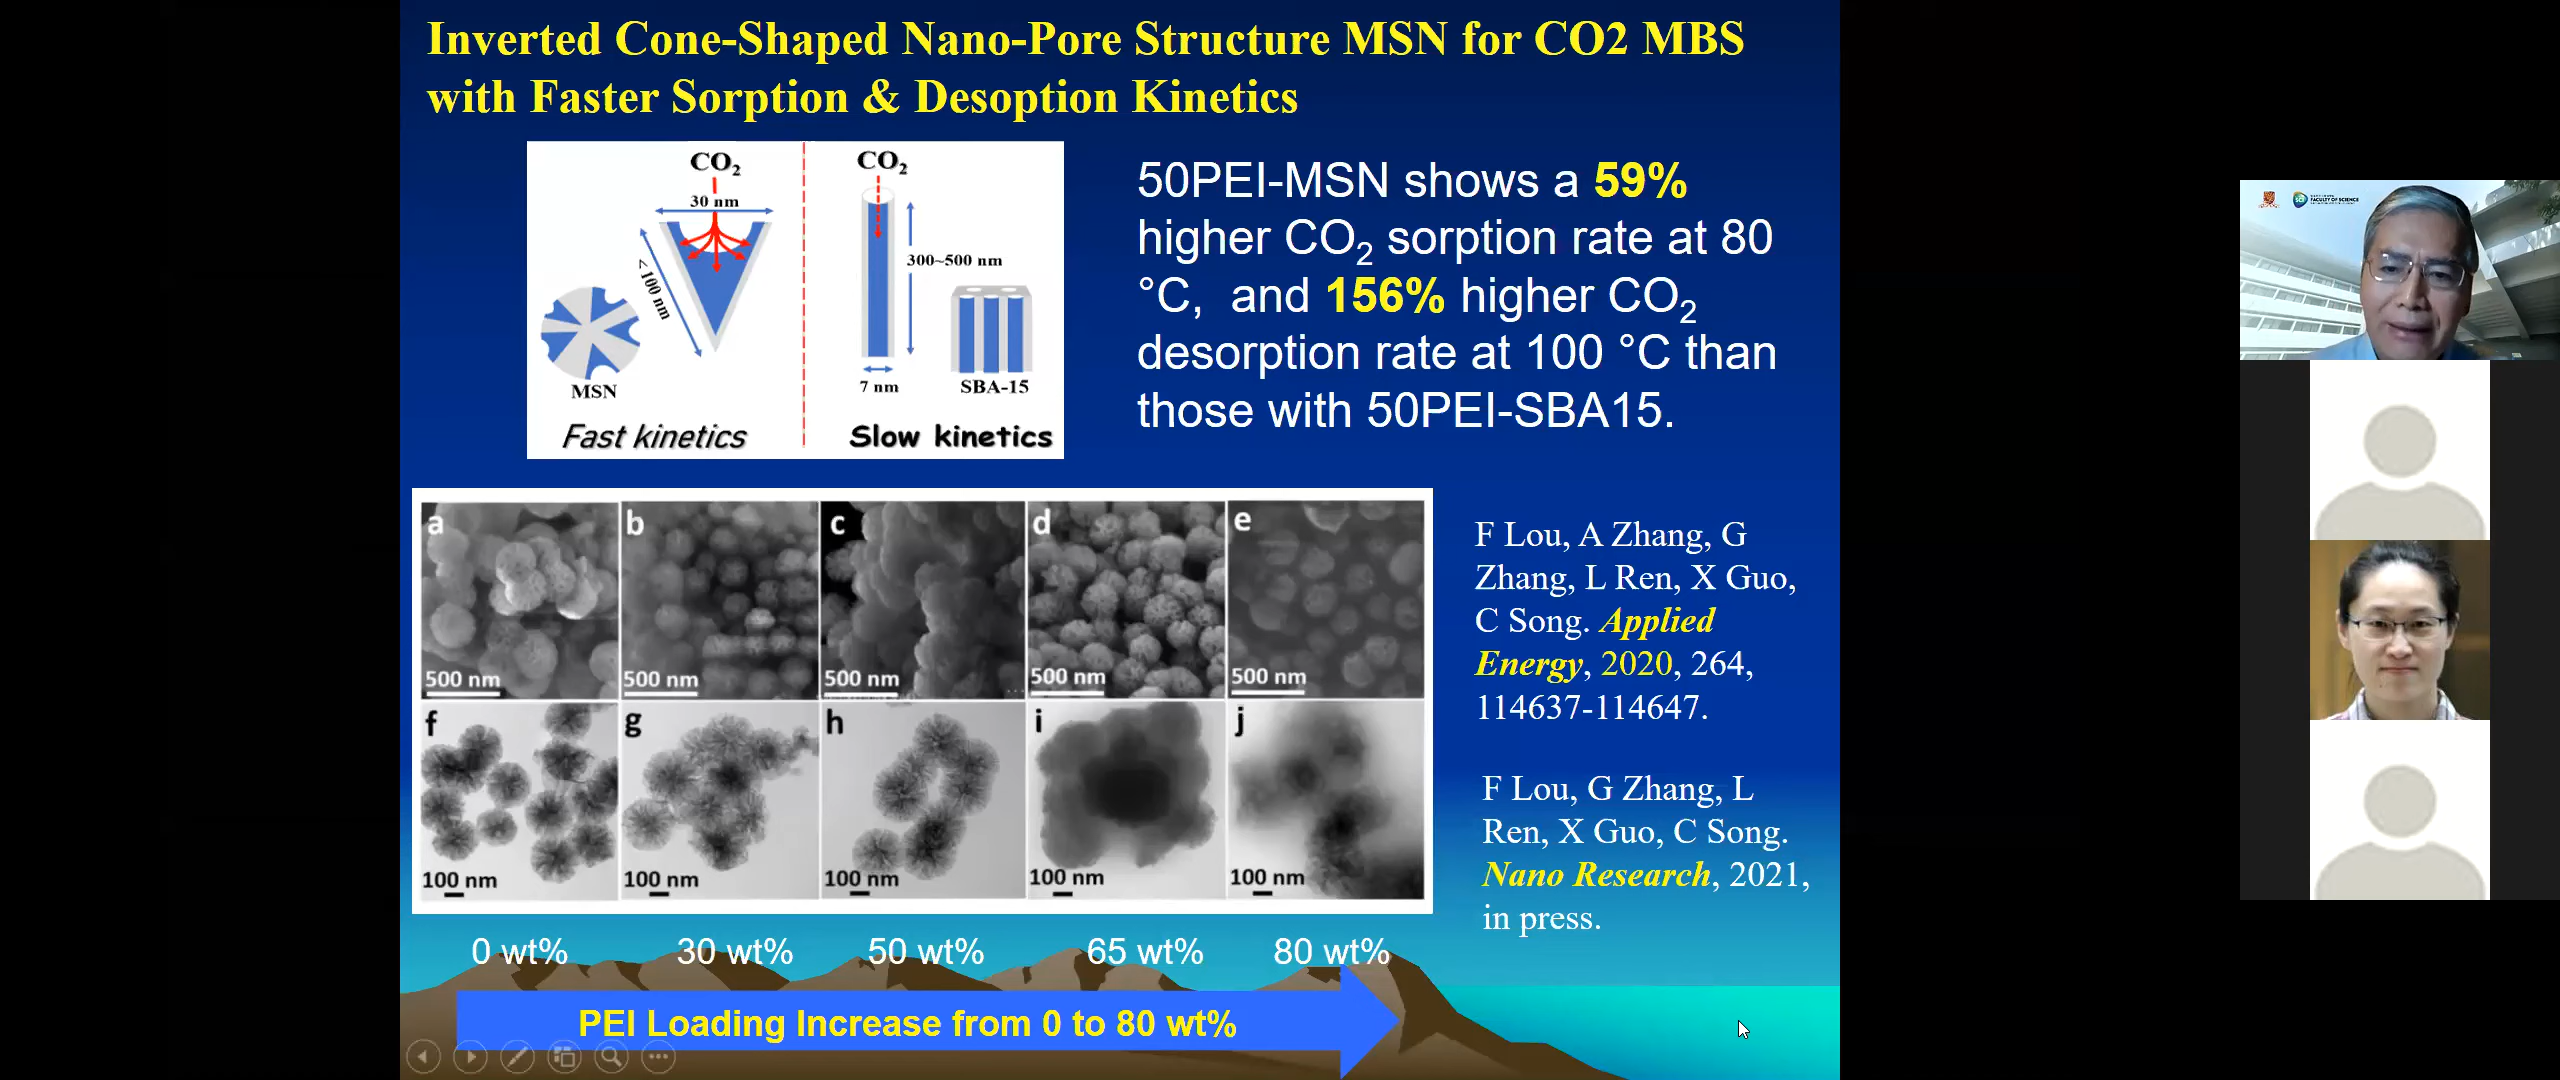 Inverted Cone-Shaped Nano-Pore Structure MSN for CO2 MBS
with Faster Sorption & Desoption Kinetics
CO₂
30 nm
< 100 nm
MSN
Fast kinetics
CO₂
300~500 nm
7 nm
SBA-15
Slow kinetics
50PEI-MSN shows a 59%
higher CO₂ sorption rate at 80
°C, and 156% higher CO₂
desorption rate at 100 °C than
those with 50PEI-SBA15.
a
500 nm
b
500 nm
c
500 nm
d
500 nm
e
500 nm
f
100 nm
g
100 nm
h
100 nm
i
100 nm
j
100 nm
F Lou, A Zhang, G
Zhang, L Ren, X Guo,
C Song. Applied
Energy, 2020, 264,
114637-114647.
F Lou, G Zhang, L
Ren, X Guo, C Song.
Nano Research, 2021,
in press.
0 wt%
30 wt%
50 wt%
65 wt%
80 wt%
PEI Loading Increase from 0 to 80 wt%
FACULTY OF SCIENCE